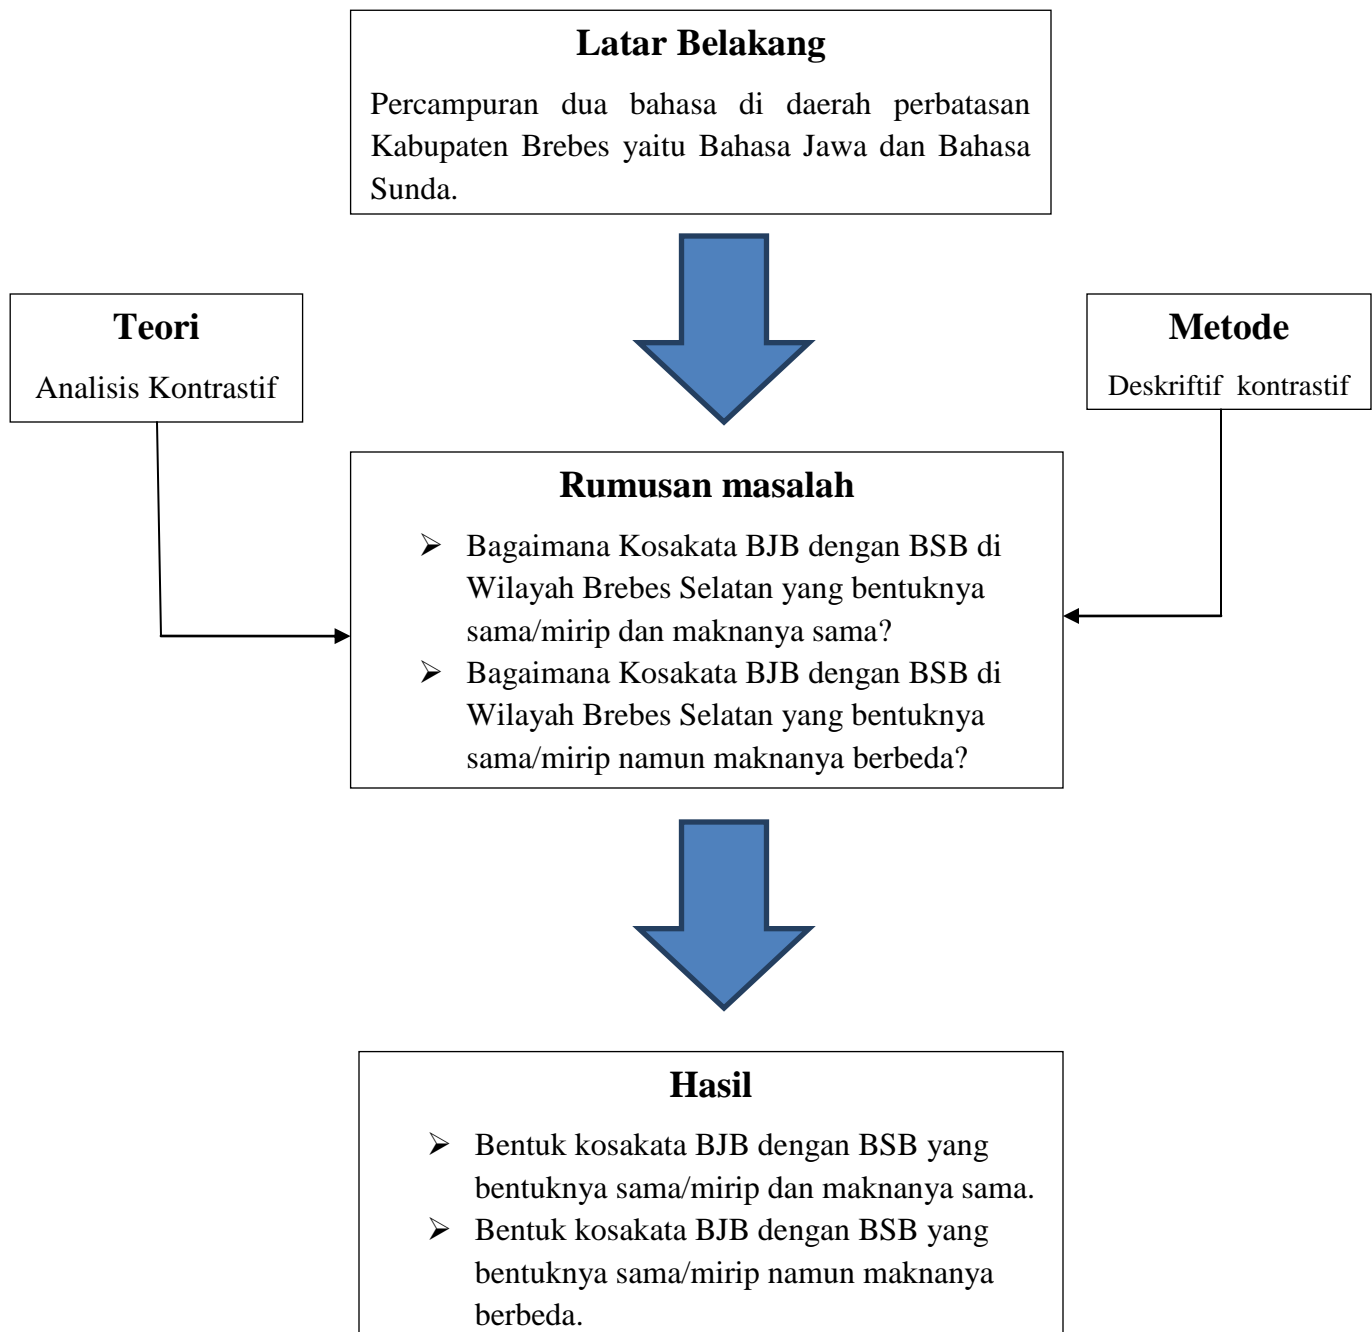 Latar Belakang
Percampuran dua bahasa di daerah perbatasan
Kabupaten Brebes yaitu Bahasa Jawa dan Bahasa
Sunda.
Teori
Analisis Kontrastif
Metode
Deskriftif kontrastif
Rumusan masalah
➢ Bagaimana Kosakata BJB dengan BSB di
Wilayah Brebes Selatan yang bentuknya
sama/mirip dan maknanya sama?
➢ Bagaimana Kosakata BJB dengan BSB di
Wilayah Brebes Selatan yang bentuknya
sama/mirip namun maknanya berbeda?
Hasil
➢ Bentuk kosakata BJB dengan BSB yang
bentuknya sama/mirip dan maknanya sama.
➢ Bentuk kosakata BJB dengan BSB yang
bentuknya sama/mirip namun maknanya
berbeda.